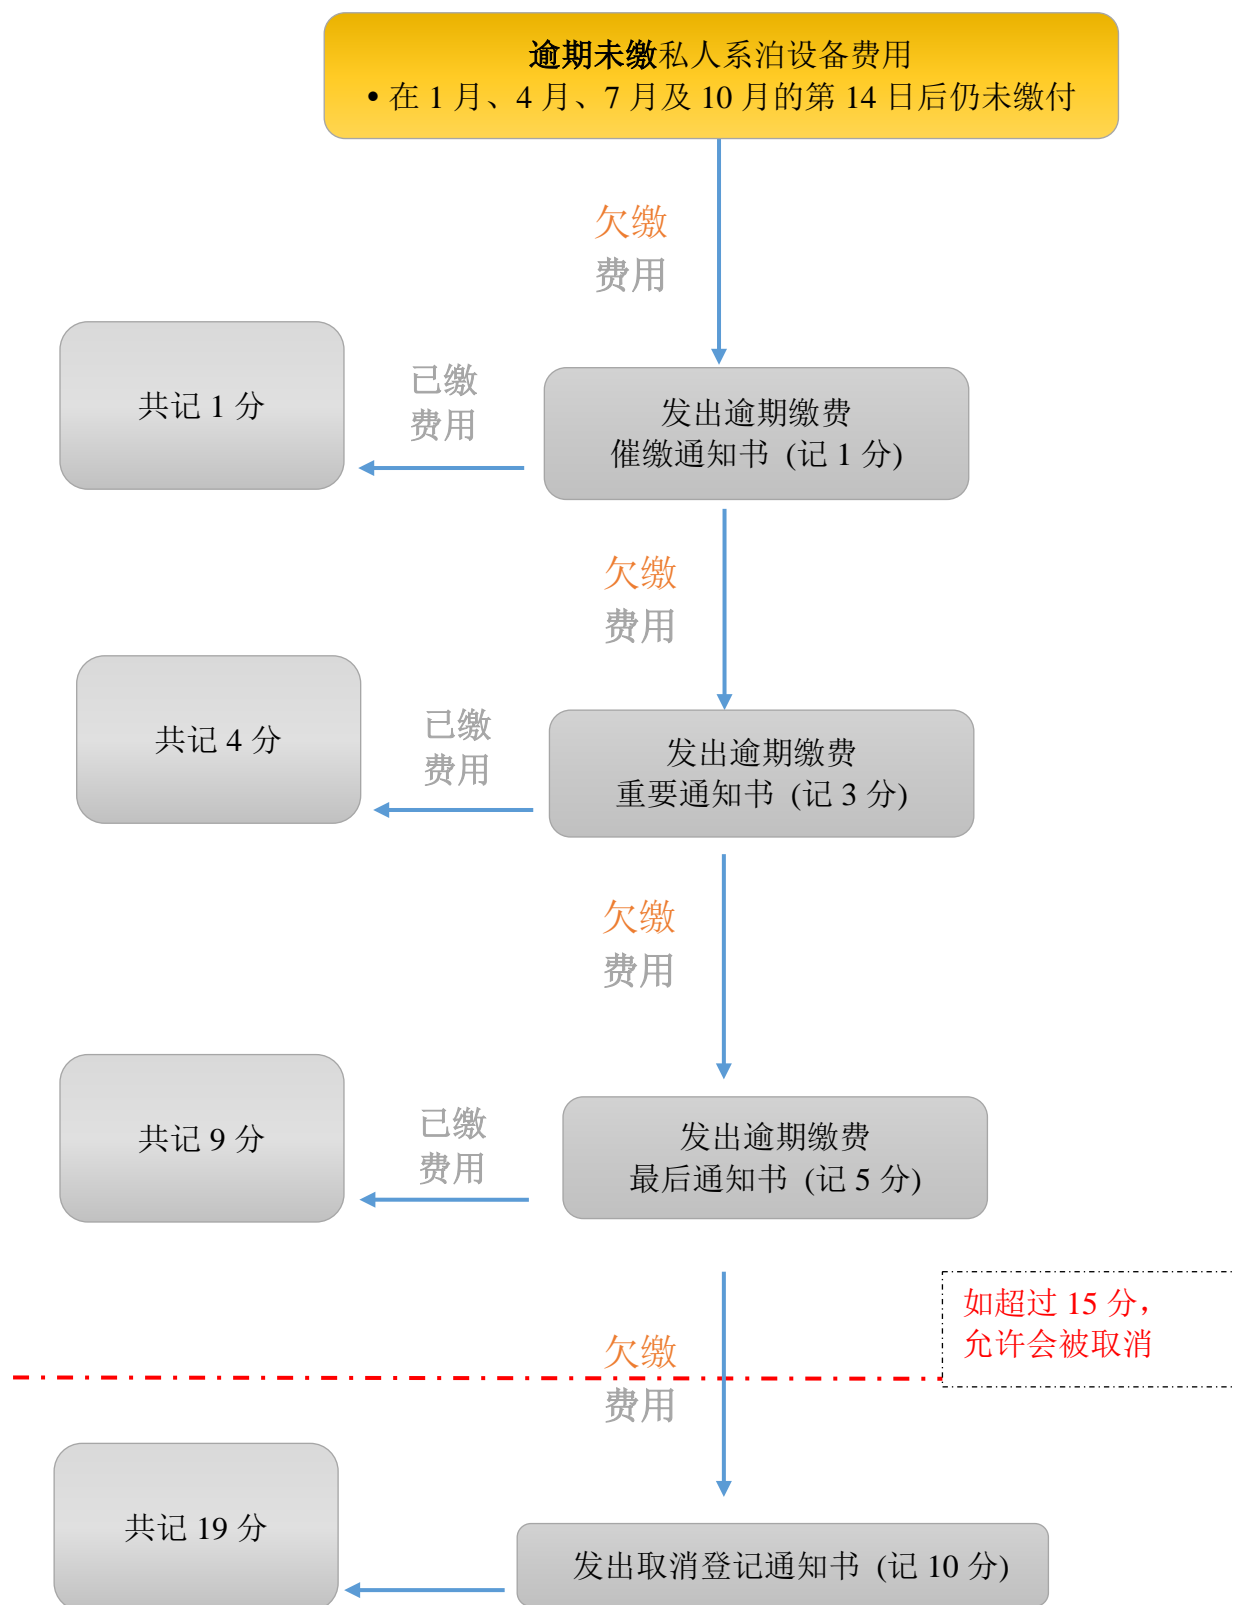 逾期未缴私人系泊设备费用
• 在 1 月、4 月、7 月及 10 月的第 14 日后仍未缴付
欠缴
费用
共记 1 分
已缴
费用
发出逾期缴费
催缴通知书 (记 1 分)
欠缴
费用
共记 4 分
已缴
费用
发出逾期缴费
重要通知书 (记 3 分)
欠缴
费用
共记 9 分
已缴
费用
发出逾期缴费
最后通知书 (记 5 分)
如超过 15 分，
允许会被取消
欠缴
费用
共记 19 分
发出取消登记通知书 (记 10 分)